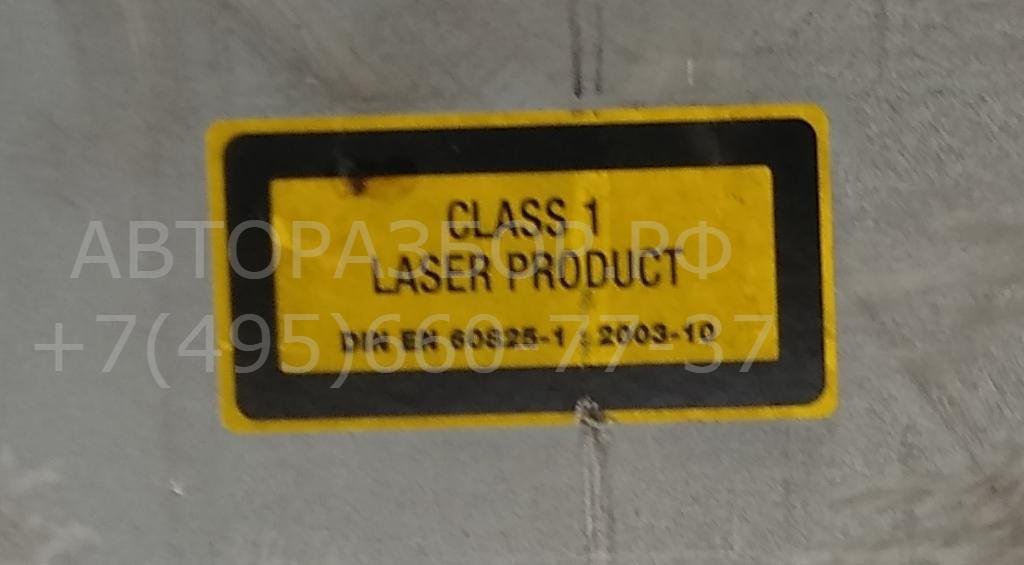 CLASS 1
АВТОРАЗБОР.РФ
LASER PRODUCT
+7(495)660-77-37
DIN EN 60825-1 : 2003-10